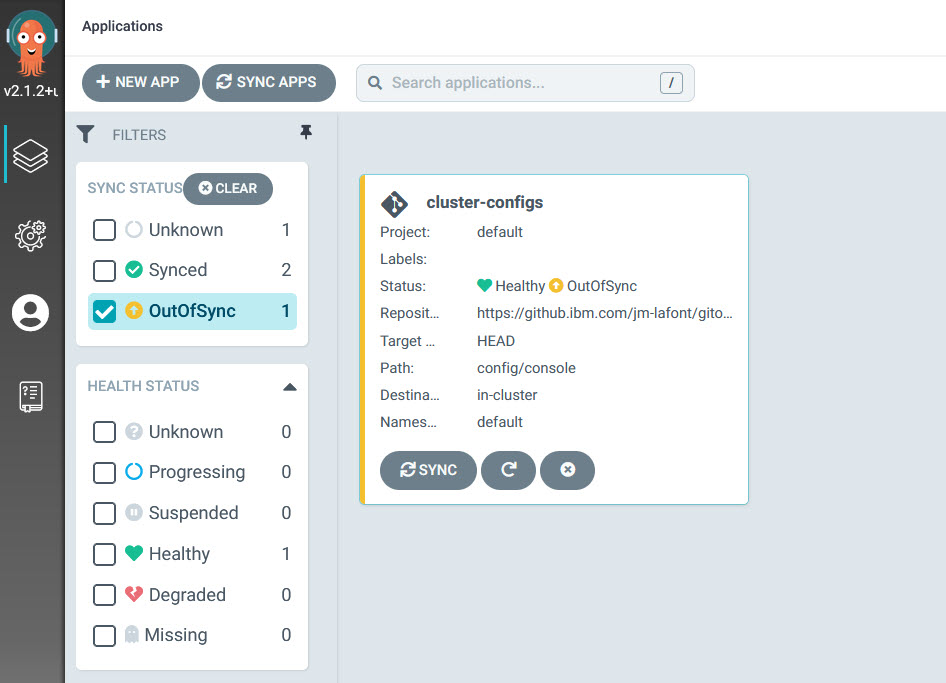 Applications
v2.1.2+
NEW APP
SYNC APPS
Search applications...
/
FILTERS
SYNC STATUS
CLEAR
Unknown 1
Synced 2
OutOfSync 1
HEALTH STATUS
Unknown 0
Progressing 0
Suspended 0
Healthy 1
Degraded 0
Missing 0
cluster-configs
Project: default
Labels:
Status: Healthy OutOfSync
Reposit... https://github.ibm.com/jm-lafont/gito...
Target ... HEAD
Path: config/console
Destina... in-cluster
Names... default
SYNC